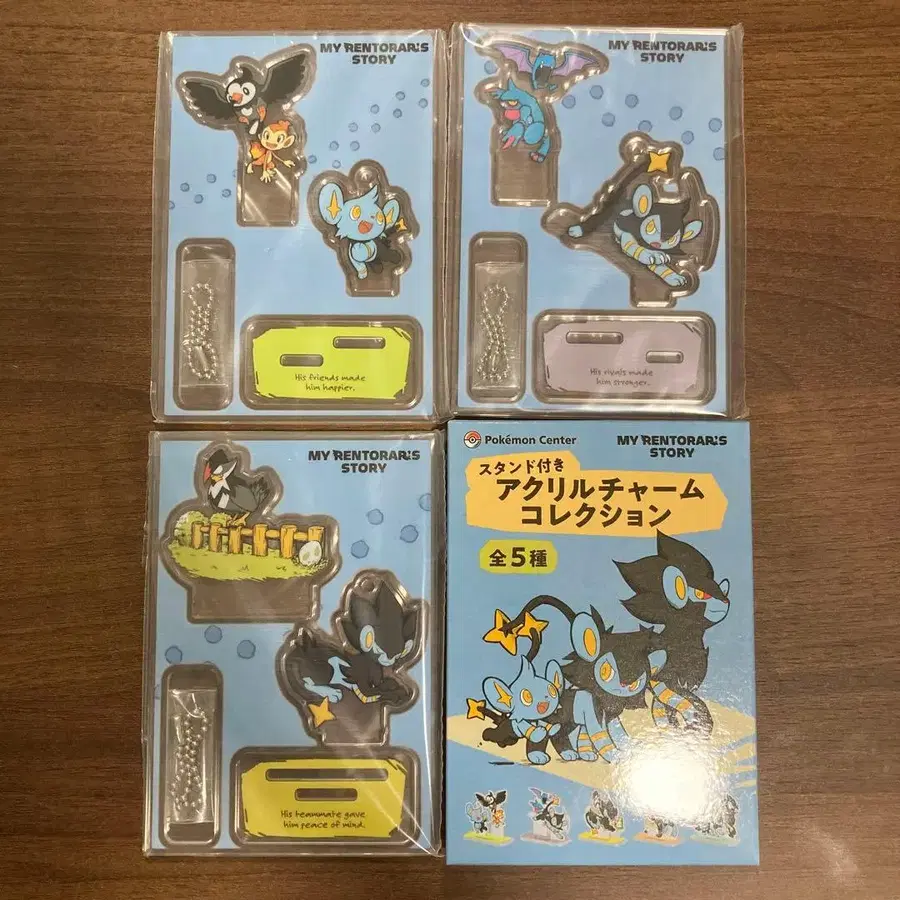 MY RENTORAR'S
STORY
His friends made
him happier.
MY RENTORAR'S
STORY
His rivals made
him stronger.
MY RENTORAR'S
STORY
His teammate gave
him peace of mind.
Pokémon Center
MY RENTORAR'S
STORY
スタンド付き
アクリルチャーム
コレクション
全5種